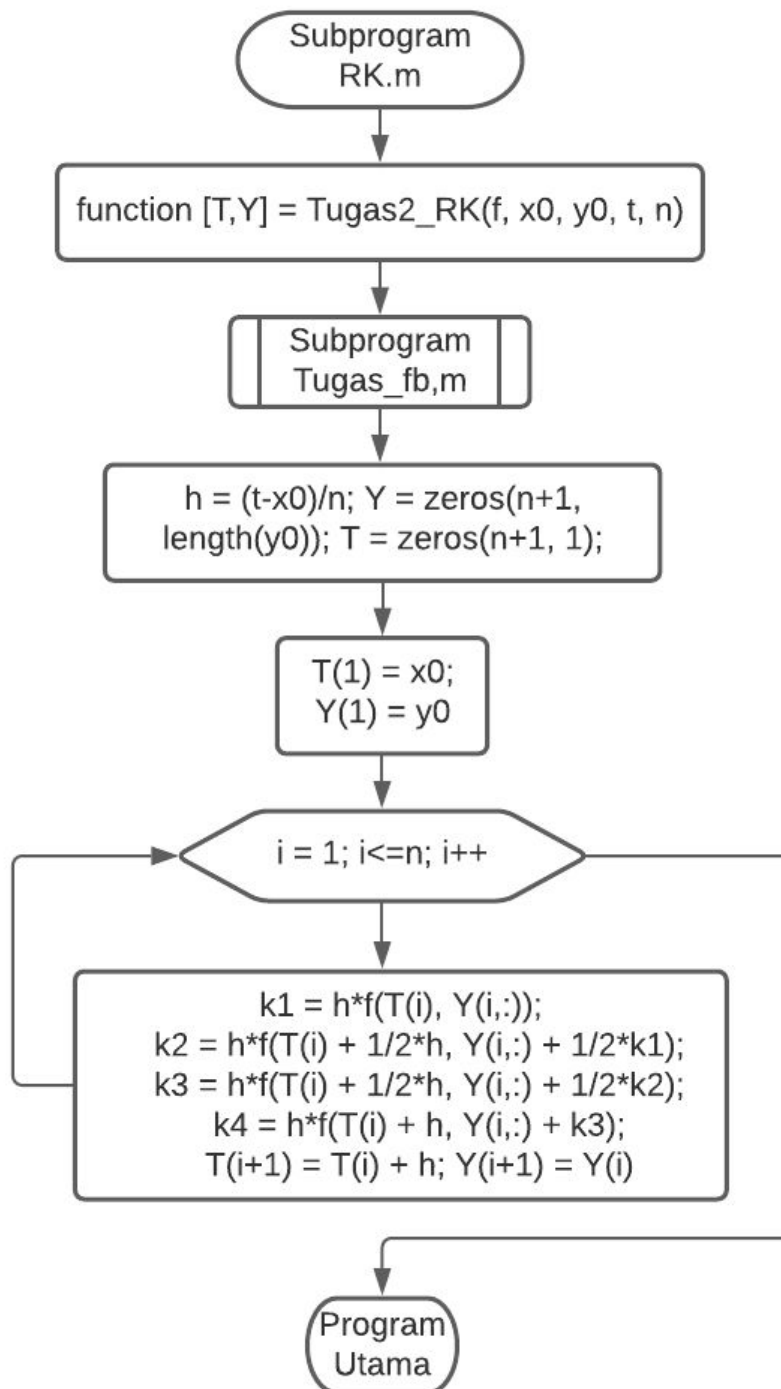 Subprogram
RK.m
function [T,Y] = Tugas2_RK(f, x0, y0, t, n)
Subprogram
Tugas_fb,m
h = (t-x0)/n; Y = zeros(n+1,
length(y0)); T = zeros(n+1, 1);
T(1) = x0;
Y(1) = y0
i = 1; i<=n; i++
k1 = h*f(T(i), Y(i,:));
k2 = h*f(T(i) + 1/2*h, Y(i,:) + 1/2*k1);
k3 = h*f(T(i) + 1/2*h, Y(i,:) + 1/2*k2);
k4 = h*f(T(i) + h, Y(i,:) + k3);
T(i+1) = T(i) + h; Y(i+1) = Y(i)
Program
Utama